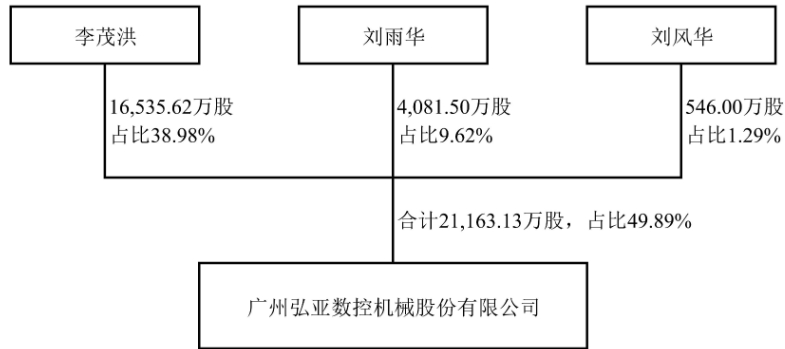 李茂洪
刘雨华
刘风华
16,535.62万股
占比38.98%
4,081.50万股
占比9.62%
546.00万股
占比1.29%
合计21,163.13万股，占比49.89%
广州弘亚数控机械股份有限公司